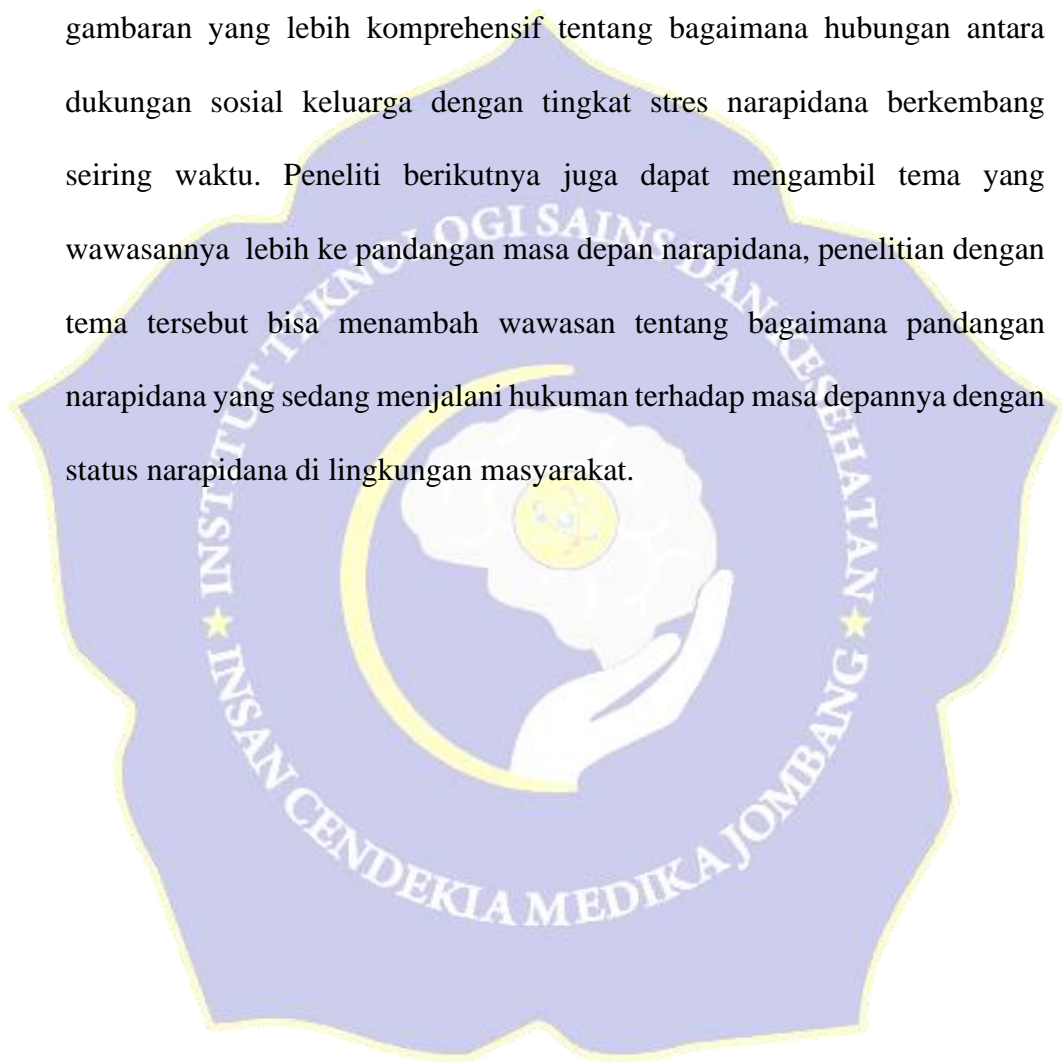 gambaran yang lebih komprehensif tentang bagaimana hubungan antara
dukungan sosial keluarga dengan tingkat stres narapidana berkembang
seiring waktu. Peneliti berikutnya juga dapat mengambil tema yang
wawasannya lebih ke pandangan masa depan narapidana, penelitian dengan
tema tersebut bisa menambah wawasan tentang bagaimana pandangan
narapidana yang sedang menjalani hukuman terhadap masa depannya dengan
status narapidana di lingkungan masyarakat.
INSTITUT TEKNOLOGI SAINS DAN KESEHATAN
INSAN CENDEKIA MEDIKA JOMBANG